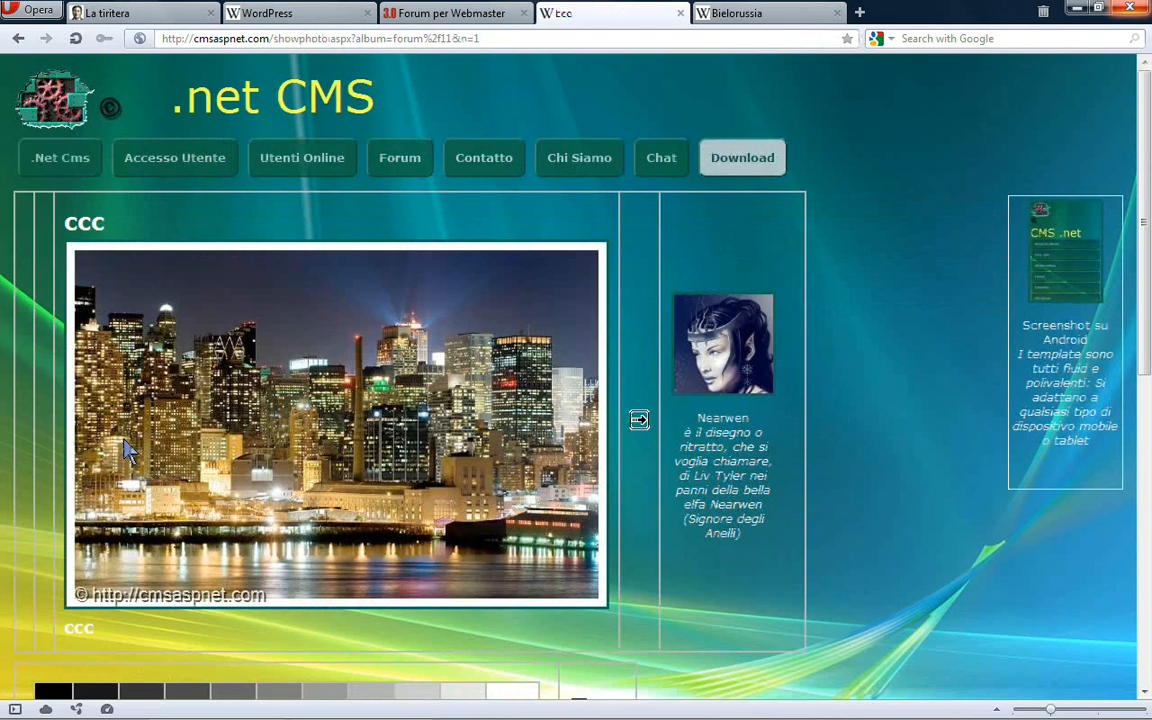 Opera
La tiritera
WordPress
3.0 Forum per Webmaster
ccc
Bielorussia
http://cmsaspnet.com/showphoto.aspx?album=forum%2f11&n=1
Search with Google
.net CMS
.Net Cms
Accesso Utente
Utenti Online
Forum
Contatto
Chi Siamo
Chat
Download
ccc
© http://cmsaspnet.com
ccc
Nearwen
è il disegno o
ritratto, che si
voglia chiamare,
di Liv Tyler nei
panni della bella
elfa Nearwen
(Signore degli
Anelli)
CMS .net
Screenshot su
Android
I template sono
tutti fluid e
polivalenti: Si
adattano a
qualsiasi tipo di
dispositivo mobile
o tablet